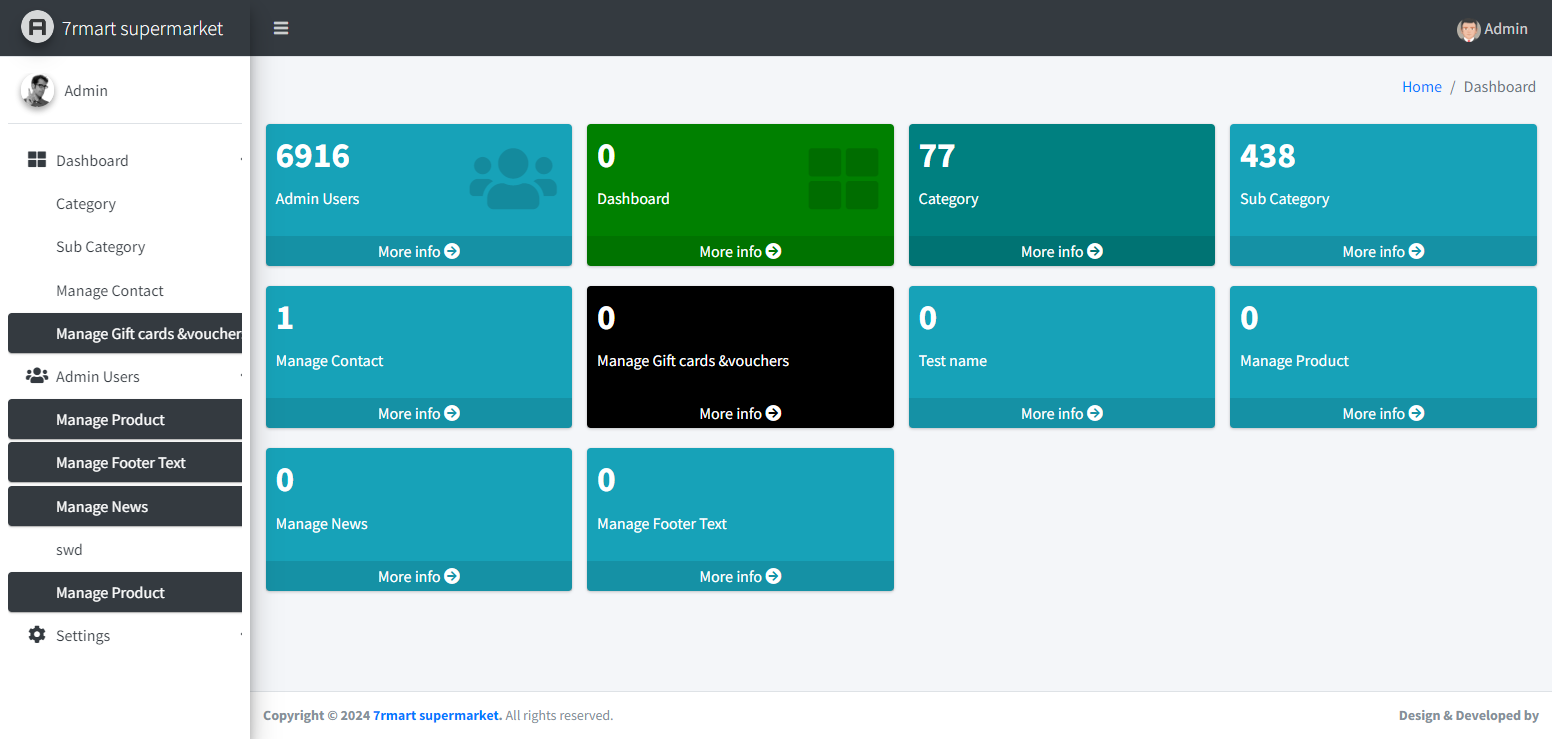 7rmart supermarket
Admin
Admin
Home / Dashboard
Dashboard
Category
Sub Category
Manage Contact
Manage Gift cards &voucher
Admin Users
Manage Product
Manage Footer Text
Manage News
swd
Manage Product
Settings
6916
Admin Users
More info
0
Dashboard
More info
77
Category
More info
438
Sub Category
More info
1
Manage Contact
More info
0
Manage Gift cards &vouchers
More info
0
Test name
More info
0
Manage Product
More info
0
Manage News
More info
0
Manage Footer Text
More info
Copyright © 2024 7rmart supermarket. All rights reserved.
Design & Developed by